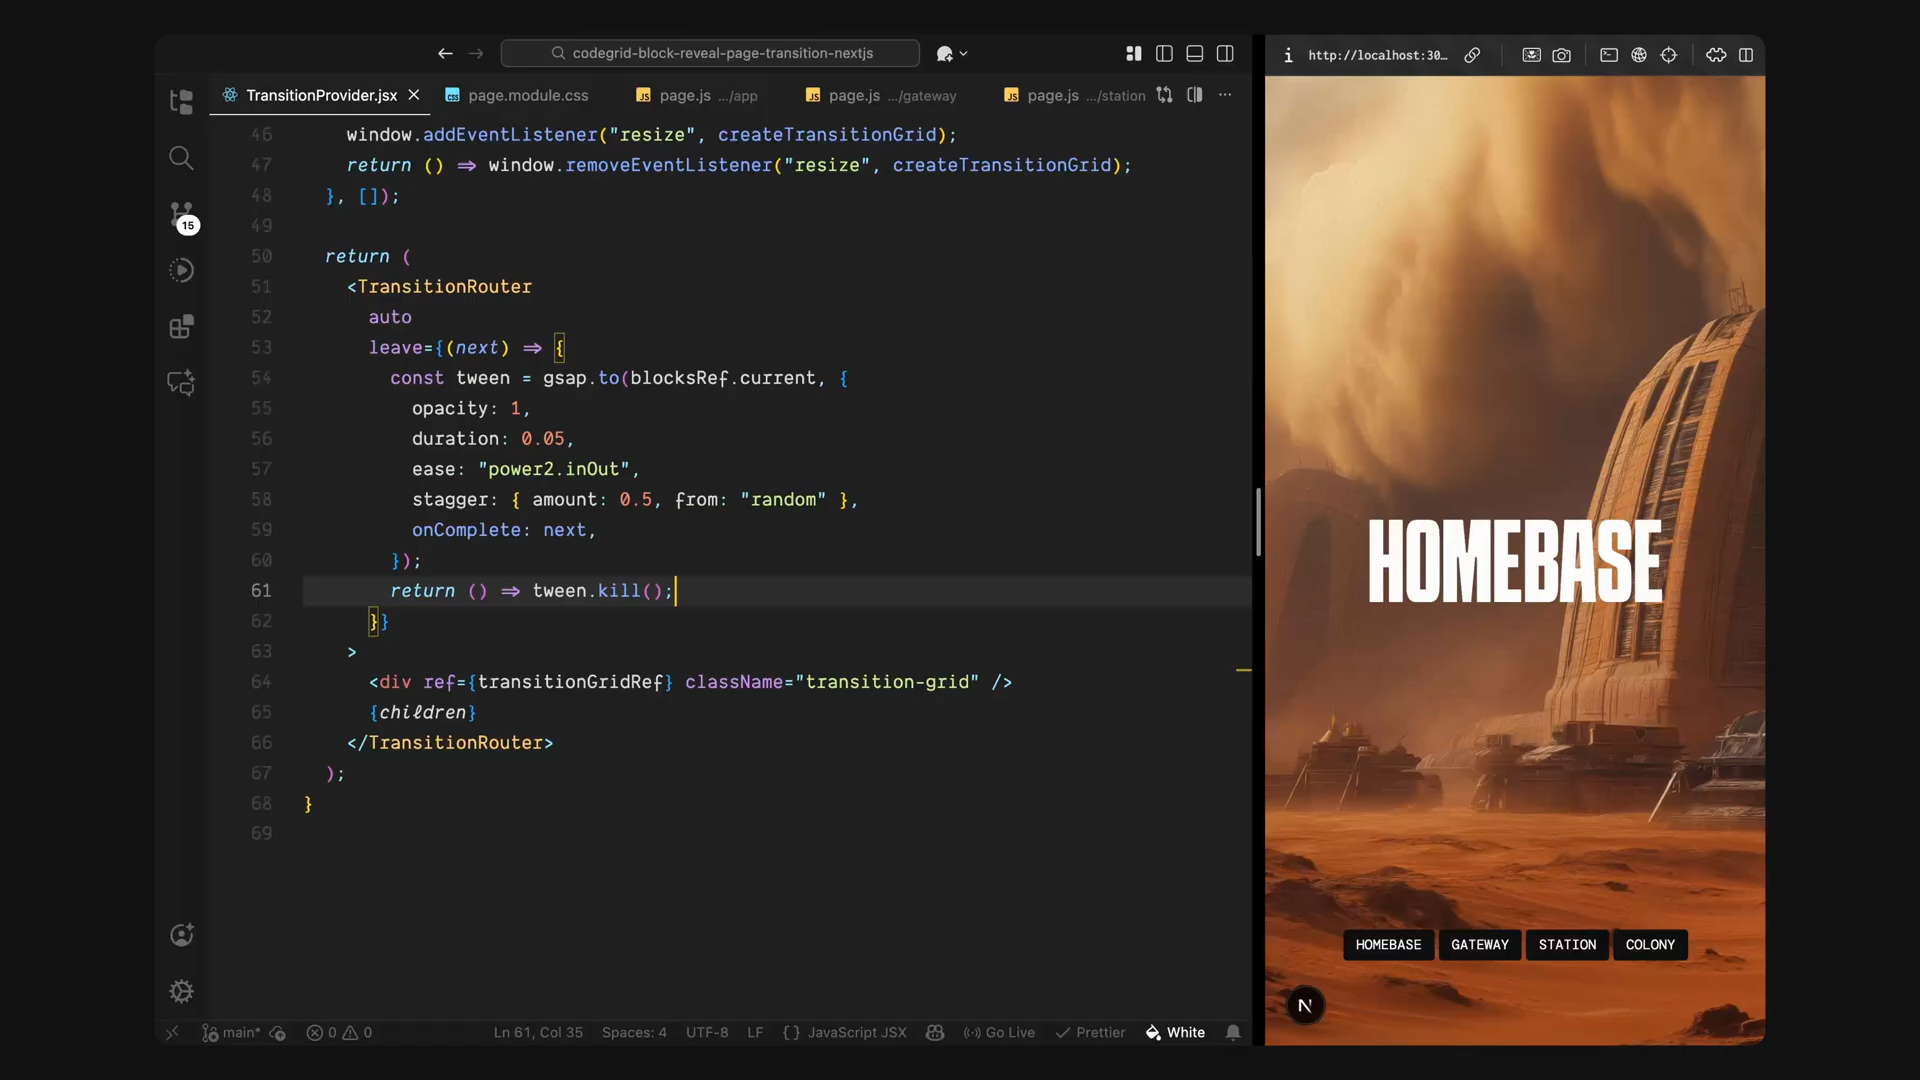 codegrid-block-reveal-page-transition-nextjs
http://localhost:30…
TransitionProvider.jsx
page.module.css
page.js …/app
page.js …/gateway
page.js …/station
15
46 window.addEventListener("resize", createTransitionGrid);
47 return () => window.removeEventListener("resize", createTransitionGrid);
48 }, []);
49
50 return (
51 <TransitionRouter
52 auto
53 leave={(next) => {
54 const tween = gsap.to(blocksRef.current, {
55 opacity: 1,
56 duration: 0.05,
57 ease: "power2.inOut",
58 stagger: { amount: 0.5, from: "random" },
59 onComplete: next,
60 });
61 return () => tween.kill();
62 }}
63 >
64 <div ref={transitionGridRef} className="transition-grid" />
65 {children}
66 </TransitionRouter>
67 );
68 }
69
HOMEBASE
HOMEBASE GATEWAY STATION COLONY
N
main* 0 0 Ln 61, Col 35 Spaces: 4 UTF-8 LF {} JavaScript JSX Go Live Prettier White